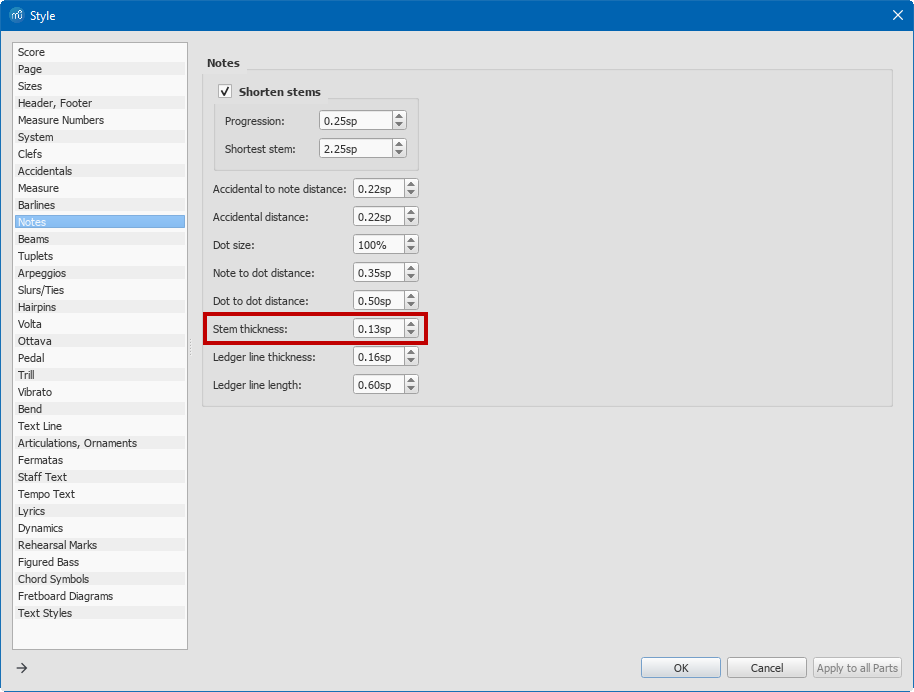 Style
Score
Page
Sizes
Header, Footer
Measure Numbers
System
Clefs
Accidentals
Measure
Barlines
Notes
Beams
Tuplets
Arpeggios
Slurs/Ties
Hairpins
Volta
Ottava
Pedal
Trill
Vibrato
Bend
Text Line
Articulations, Ornaments
Fermatas
Staff Text
Tempo Text
Lyrics
Dynamics
Rehearsal Marks
Figured Bass
Chord Symbols
Fretboard Diagrams
Text Styles
Notes
Shorten stems
Progression: 0.25sp
Shortest stem: 2.25sp
Accidental to note distance: 0.22sp
Accidental distance: 0.22sp
Dot size: 100%
Note to dot distance: 0.35sp
Dot to dot distance: 0.50sp
Stem thickness: 0.13sp
Ledger line thickness: 0.16sp
Ledger line length: 0.60sp
OK Cancel Apply to all Parts